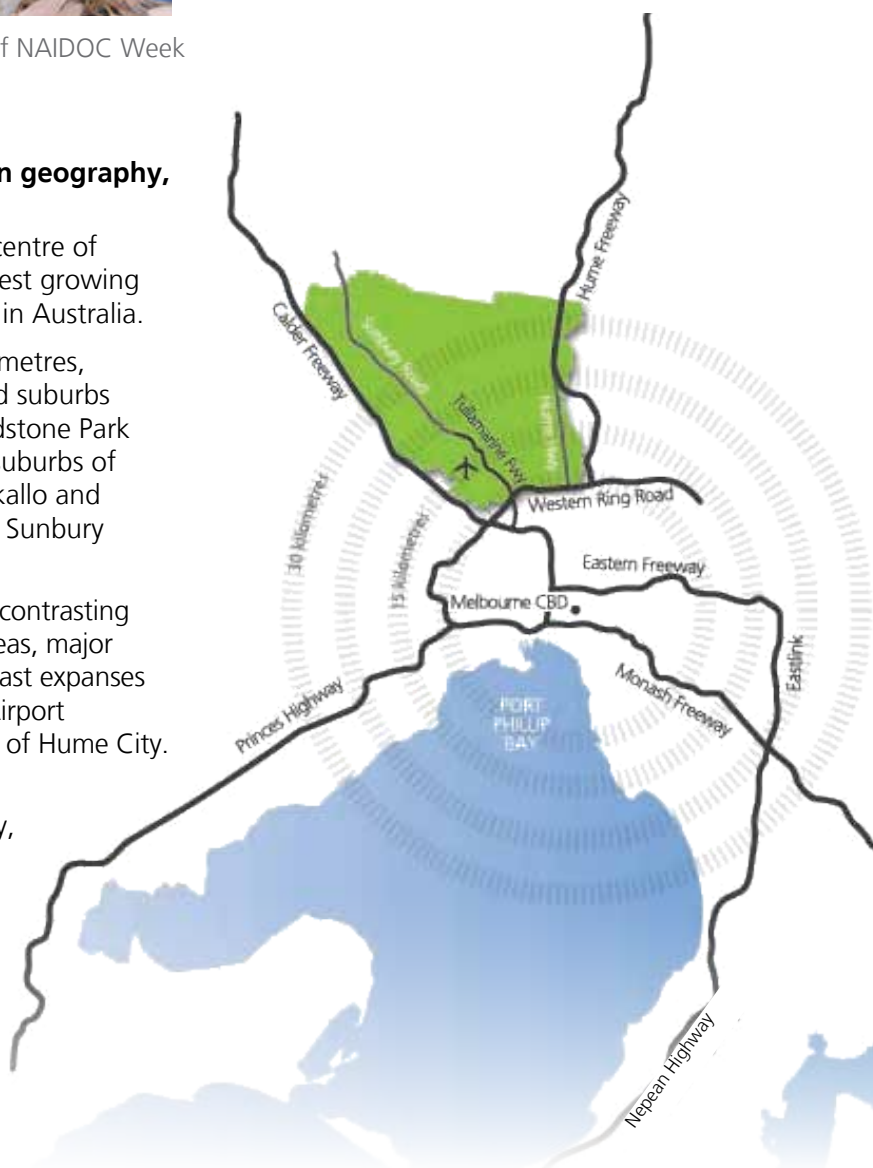 f NAIDOC Week
n geography,
centre of
est growing
in Australia.
metres,
d suburbs
dstone Park
suburbs of
kallo and
Sunbury
contrasting
eas, major
ast expanses
irport
of Hume City.
y,
Hume Freeway
Calder Freeway
Sunbury Road
Tullamarine Fwy
Hume Hwy
Western Ring Road
30 kilometres
15 kilometres
Eastern Freeway
Melbourne CBD
Eastlink
Monash Freeway
Princes Highway
PORT
PHILLIP
BAY
Nepean Highway